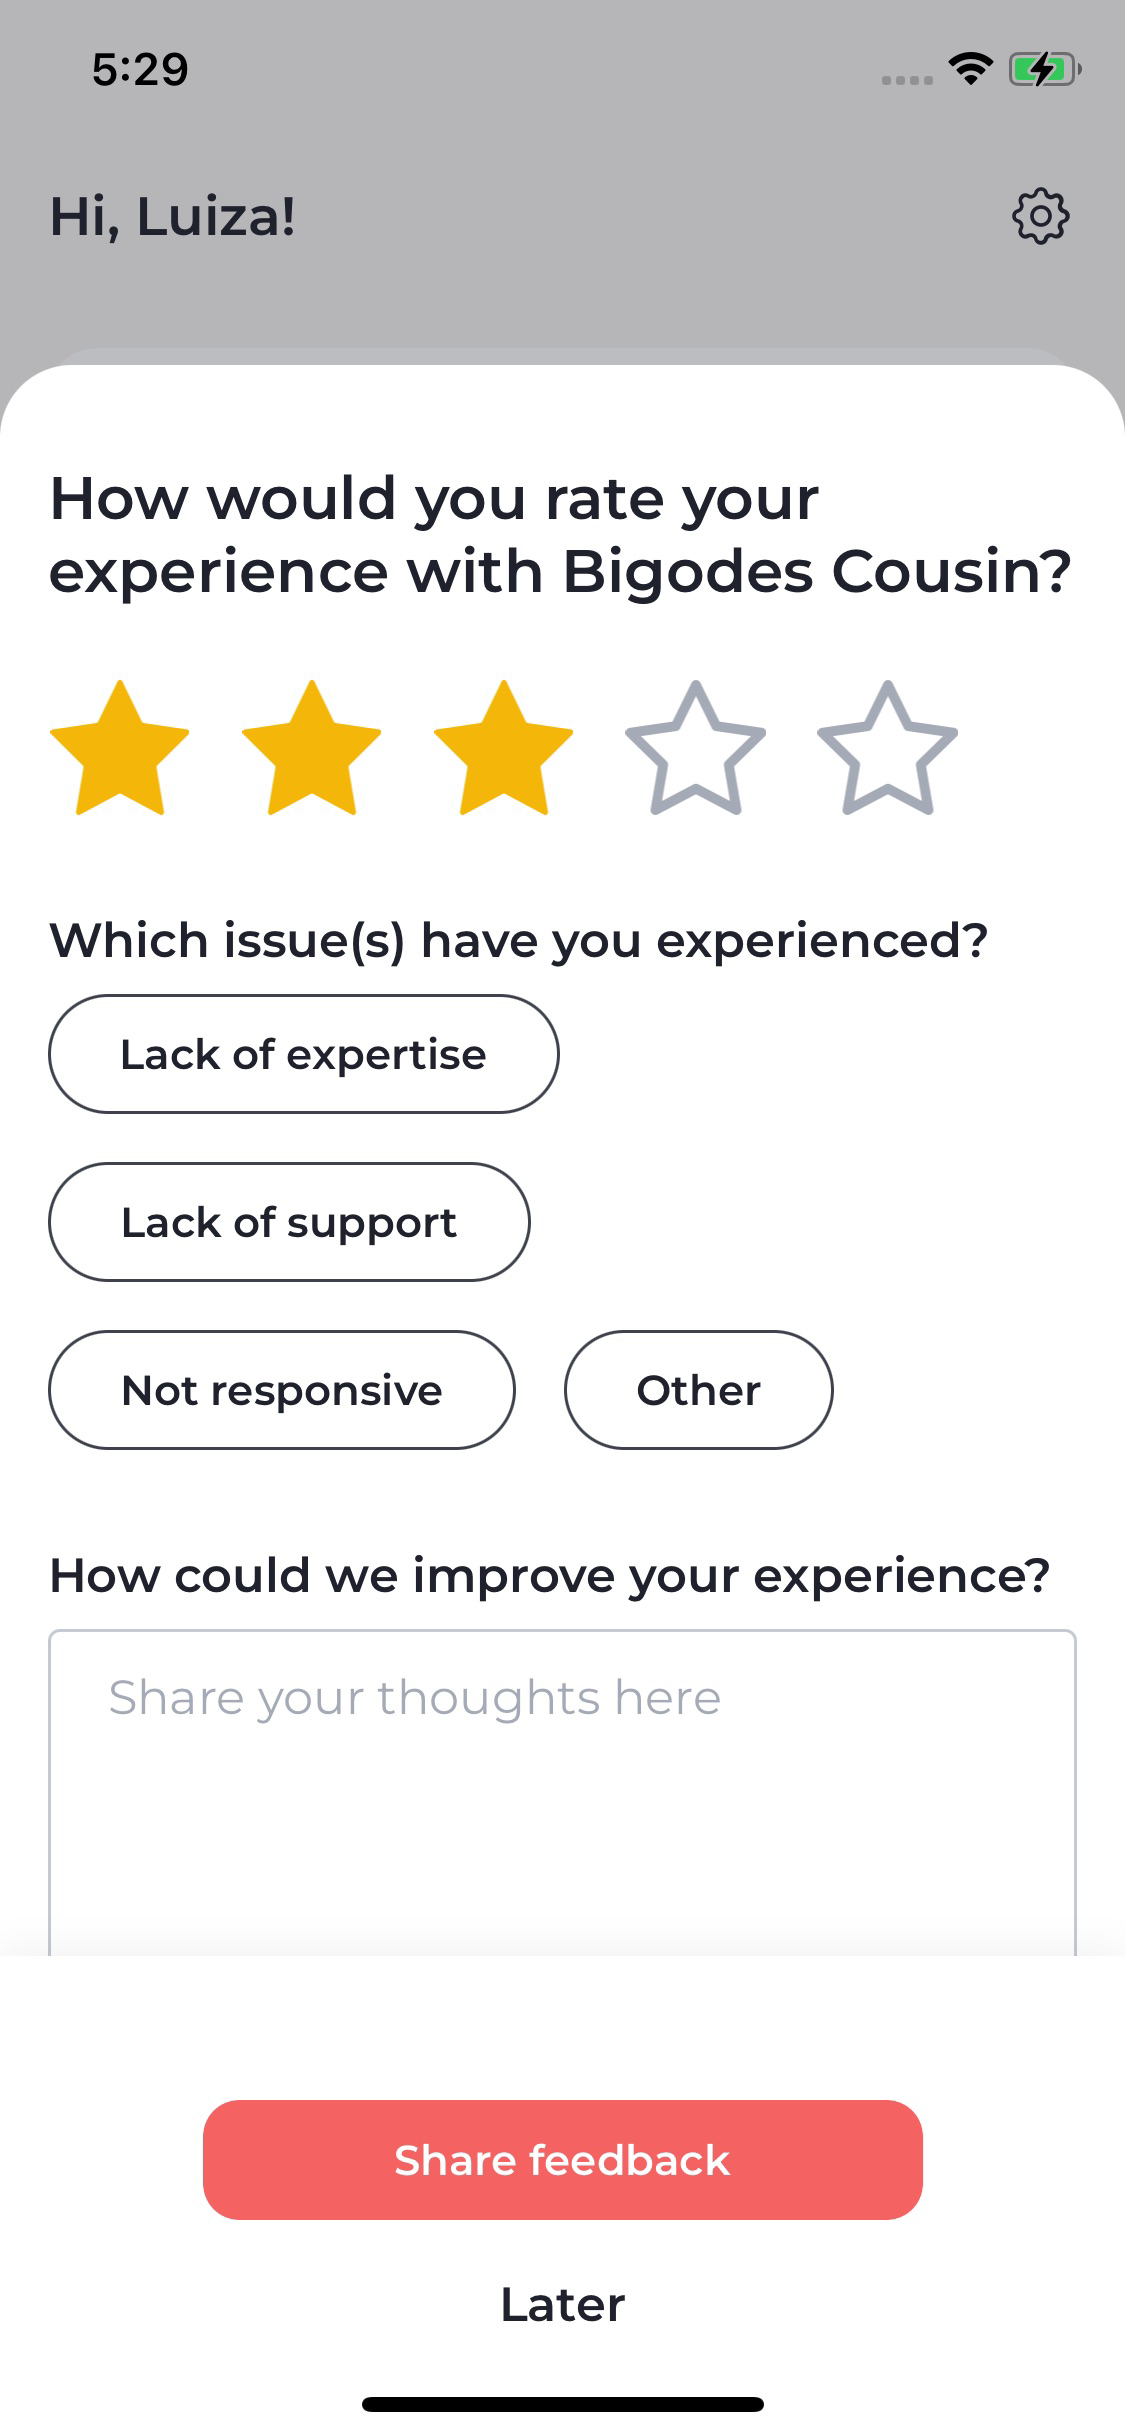 5:29
Hi, Luiza!
How would you rate your
experience with Bigodes Cousin?
Which issue(s) have you experienced?
Lack of expertise
Lack of support
Not responsive
Other
How could we improve your experience?
Share your thoughts here
Share feedback
Later